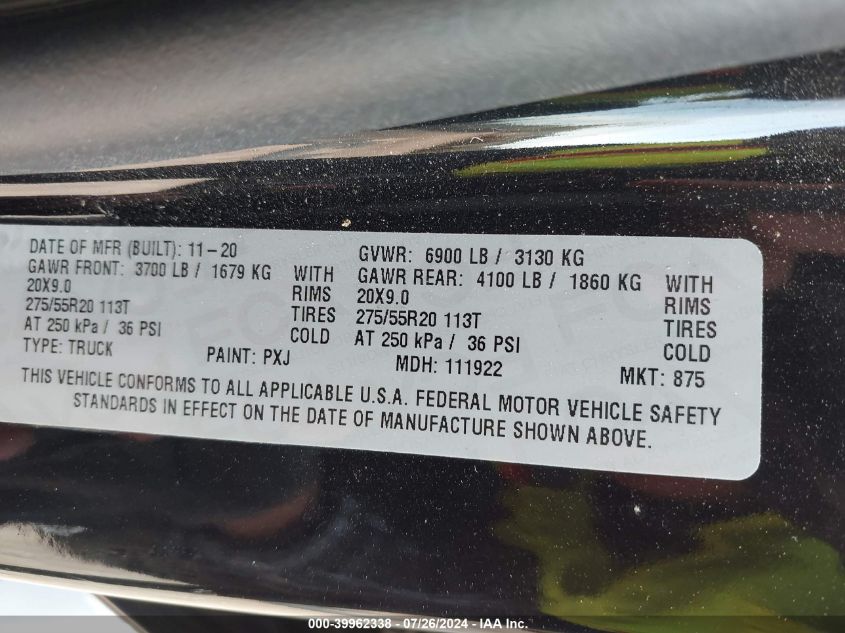 DATE OF MFR (BUILT): 11-20 GVWR: 6900 LB / 3130 KG
GAWR FRONT: 3700 LB / 1679 KG WITH GAWR REAR: 4100 LB / 1860 KG WITH
20X9.0 RIMS 20X9.0 RIMS
275/55R20 113T TIRES 275/55R20 113T TIRES
AT 250 kPa / 36 PSI COLD AT 250 kPa / 36 PSI COLD
TYPE: TRUCK PAINT: PXJ MDH: 111922 MKT: 875
THIS VEHICLE CONFORMS TO ALL APPLICABLE U.S.A. FEDERAL MOTOR VEHICLE SAFETY
STANDARDS IN EFFECT ON THE DATE OF MANUFACTURE SHOWN ABOVE.
000-39962338 - 07/26/2024 - IAA Inc.